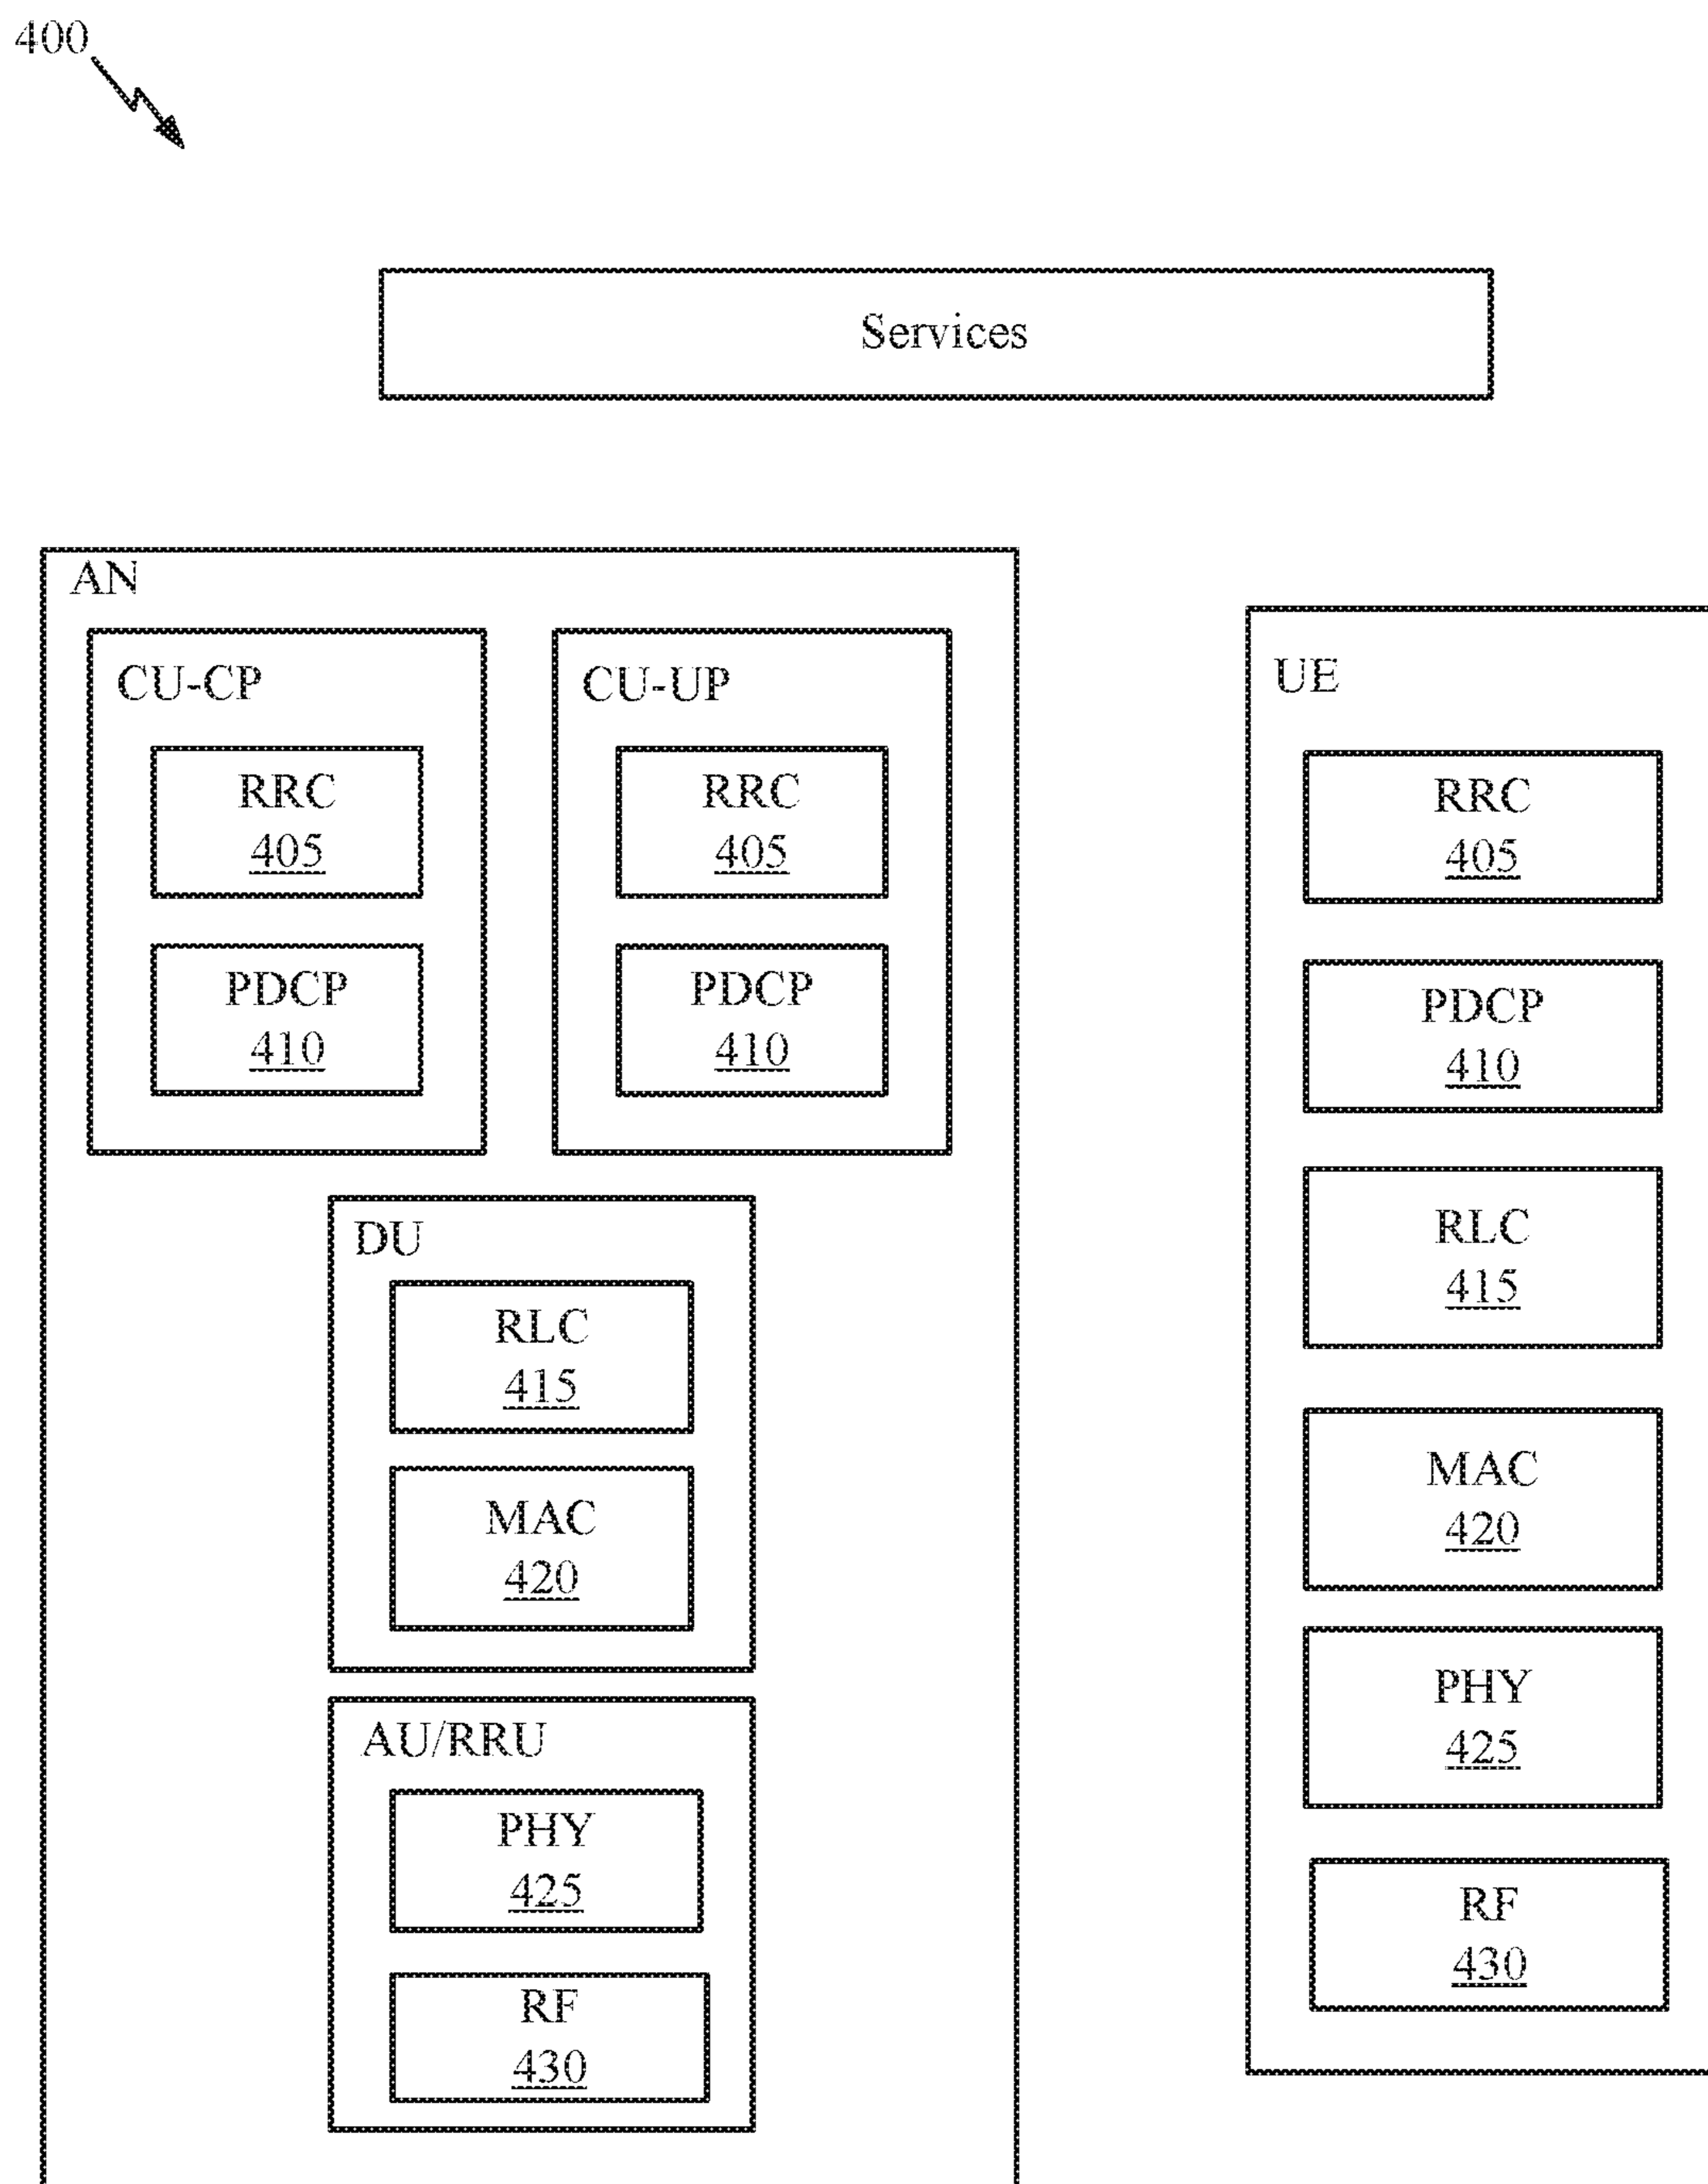 400
Services
AN
CU-CP
RRC
405
PDCP
410
CU-UP
RRC
405
PDCP
410
DU
RLC
415
MAC
420
AU/RRU
PHY
425
RF
430
UE
RRC
405
PDCP
410
RLC
415
MAC
420
PHY
425
RF
430